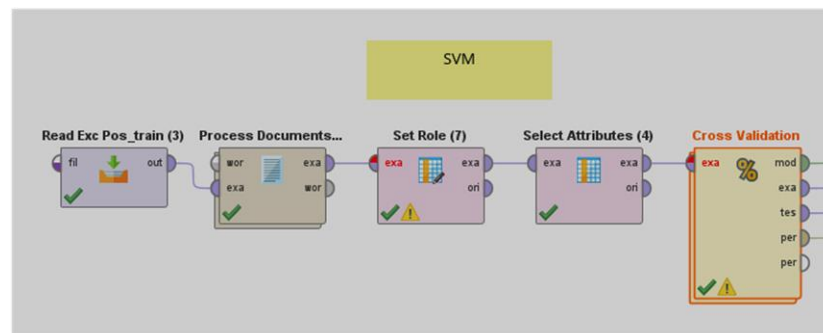 SVM
Read Exc Pos_train (3)
Process Documents...
Set Role (7)
Select Attributes (4)
Cross Validation
fil
out
wor
exa
exa
wor
exa
exa
ori
exa
exa
ori
exa
%
mod
exa
tes
per
per